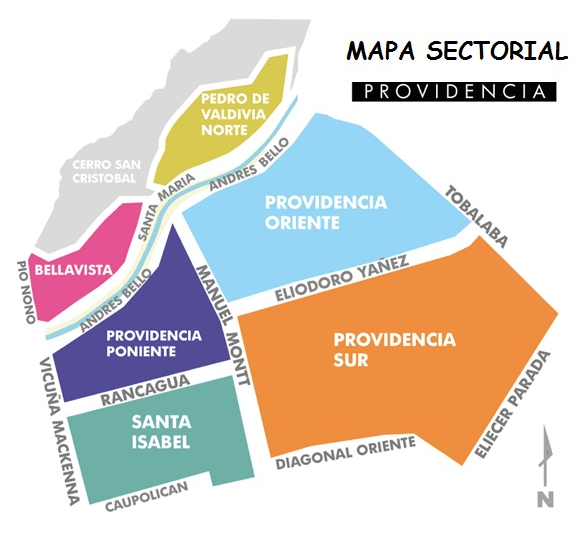 MAPA SECTORIAL
PROVIDENCIA
PEDRO DE
VALDIVIA
NORTE
CERRO SAN
CRISTOBAL
SANTA MARIA
ANDRES BELLO
PROVIDENCIA
ORIENTE
TOBALABA
BELLAVISTA
PIO NONO
ANDRES BELLO
MANUEL MONTT
ELIODORO YAÑEZ
PROVIDENCIA
PONIENTE
PROVIDENCIA
SUR
VICUÑA MACKENNA
RANCAGUA
SANTA
ISABEL
ELIECER PARADA
DIAGONAL ORIENTE
CAUPOLICAN
N